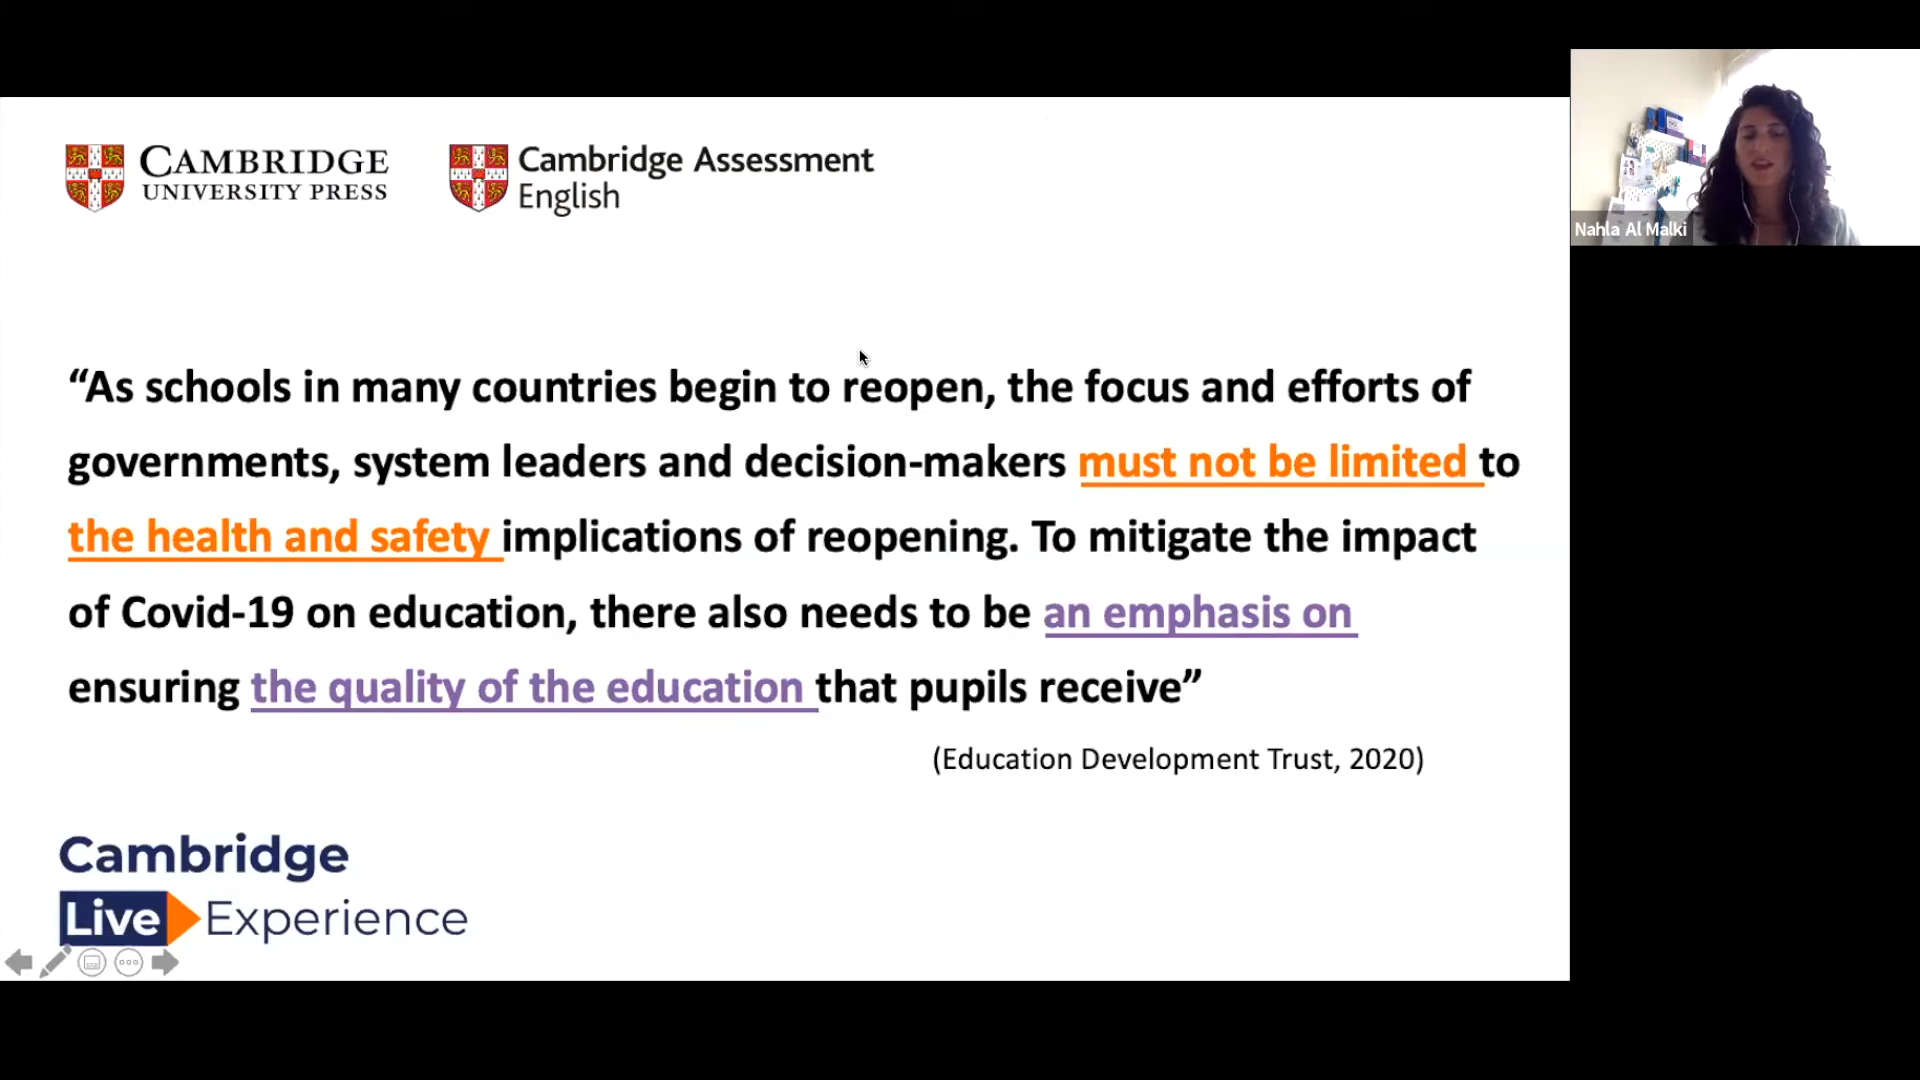 CAMBRIDGE
UNIVERSITY PRESS
Cambridge Assessment
English
Nahla Al Malki
“As schools in many countries begin to reopen, the focus and efforts of
governments, system leaders and decision-makers must not be limited to
the health and safety implications of reopening. To mitigate the impact
of Covid-19 on education, there also needs to be an emphasis on
ensuring the quality of the education that pupils receive”
(Education Development Trust, 2020)
Cambridge
Live Experience